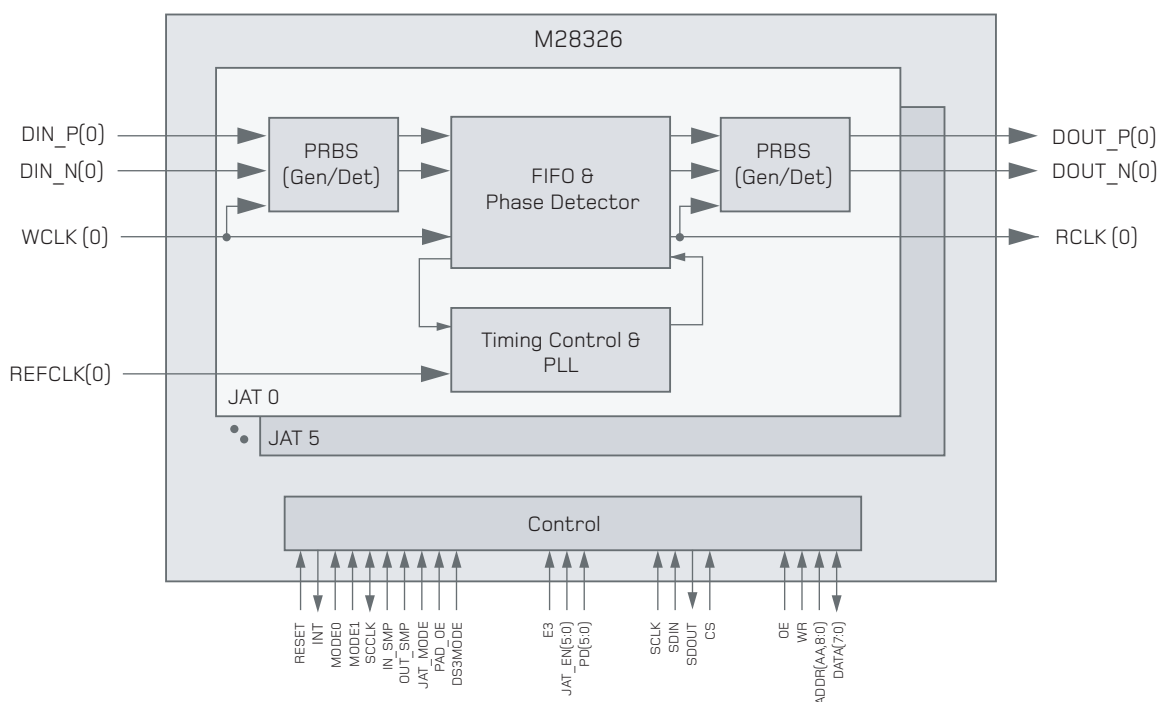 M28326
DIN_P(0)
DIN_N(0)
WCLK (0)
REFCLK(0)
PRBS
(Gen/Det)
FIFO &
Phase Detector
PRBS
(Gen/Det)
Timing Control &
PLL
DOUT_P(0)
DOUT_N(0)
RCLK (0)
JAT 0
JAT 5
Control
RESET
INT
MODE0
MODE1
SCCLK
IN_SMP
OUT_SMP
JAT_MODE
PAD_OE
DS3MODE
E3
JAT_EN(5:0)
PD(5:0)
SCLK
SDIN
SDOUT
CS
OE
WR
ADDR(AA,8:0)
DATA(7:0)